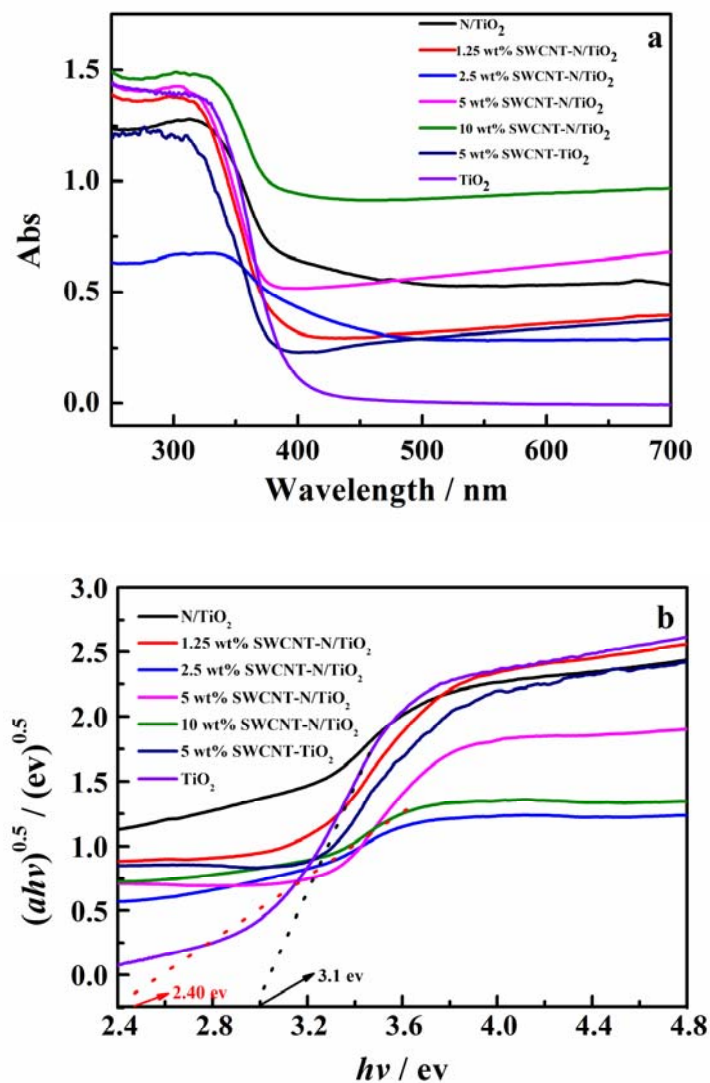 a
N/TiO₂
1.25 wt% SWCNT-N/TiO₂
2.5 wt% SWCNT-N/TiO₂
5 wt% SWCNT-N/TiO₂
10 wt% SWCNT-N/TiO₂
5 wt% SWCNT-TiO₂
TiO₂
1.5
1.0
0.5
0.0
Abs
300 400 500 600 700
Wavelength / nm
b
N/TiO₂
1.25 wt% SWCNT-N/TiO₂
2.5 wt% SWCNT-N/TiO₂
5 wt% SWCNT-N/TiO₂
10 wt% SWCNT-N/TiO₂
5 wt% SWCNT-TiO₂
TiO₂
3.0
2.5
2.0
1.5
1.0
0.5
0.0
(ahv)^0.5 / (ev)^0.5
2.40 ev
3.1 ev
2.4 2.8 3.2 3.6 4.0 4.4 4.8
hv / ev